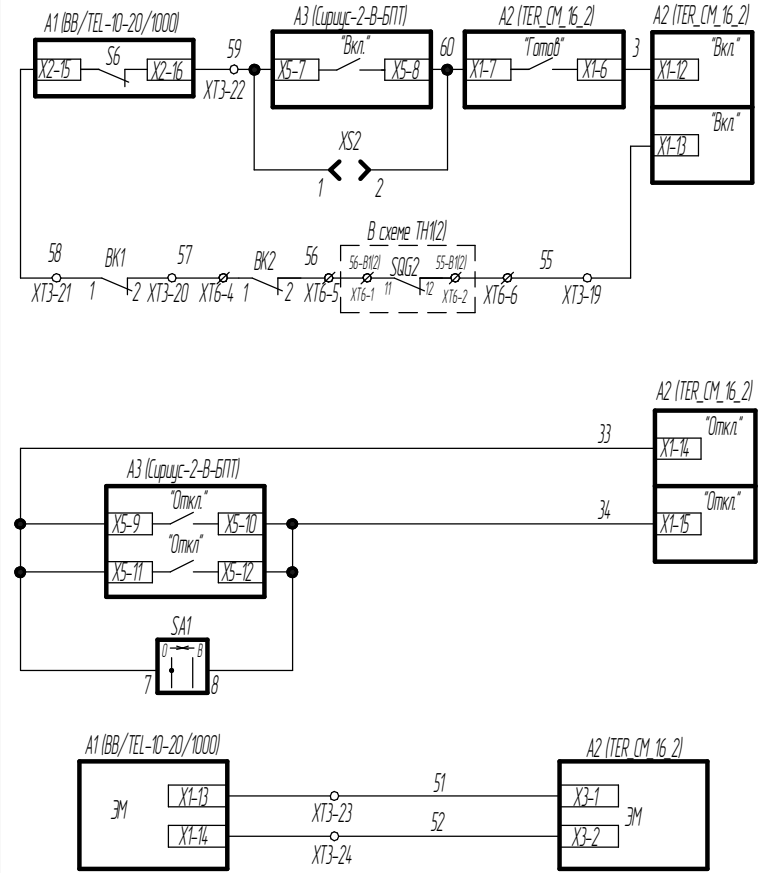 A1 (BB/TEL-10-20/1000)
59
A3 (Сириус-2-В-БПТ)
60
A2 (TER_CM_16_2)
A2 (TER_CM_16_2)
S6
"Вкл."
"Готов"
3
"Вкл."
X2-15
X2-16
X5-7
X5-8
X1-7
X1-6
X1-12
XT3-22
"Вкл."
XS2
X1-13
1
2
В схеме ТН1(2)
58
BK1
57
BK2
56
56-B1(2)
SQG2
55-B1(2)
55
XT3-21
1
2
XT3-20
XT6-4
1
2
XT6-5
XT6-1
11
12
XT6-2
XT6-6
XT3-19
A2 (TER_CM_16_2)
33
"Откл."
X1-14
A3 (Сириус-2-В-БПТ)
"Откл."
X5-9
X5-10
34
"Откл."
X1-15
"Откл"
X5-11
X5-12
SA1
О
В
7
8
A1 (BB/TEL-10-20/1000)
A2 (TER_CM_16_2)
ЭМ
X1-13
51
X3-1
ЭМ
XT3-23
X1-14
52
X3-2
XT3-24